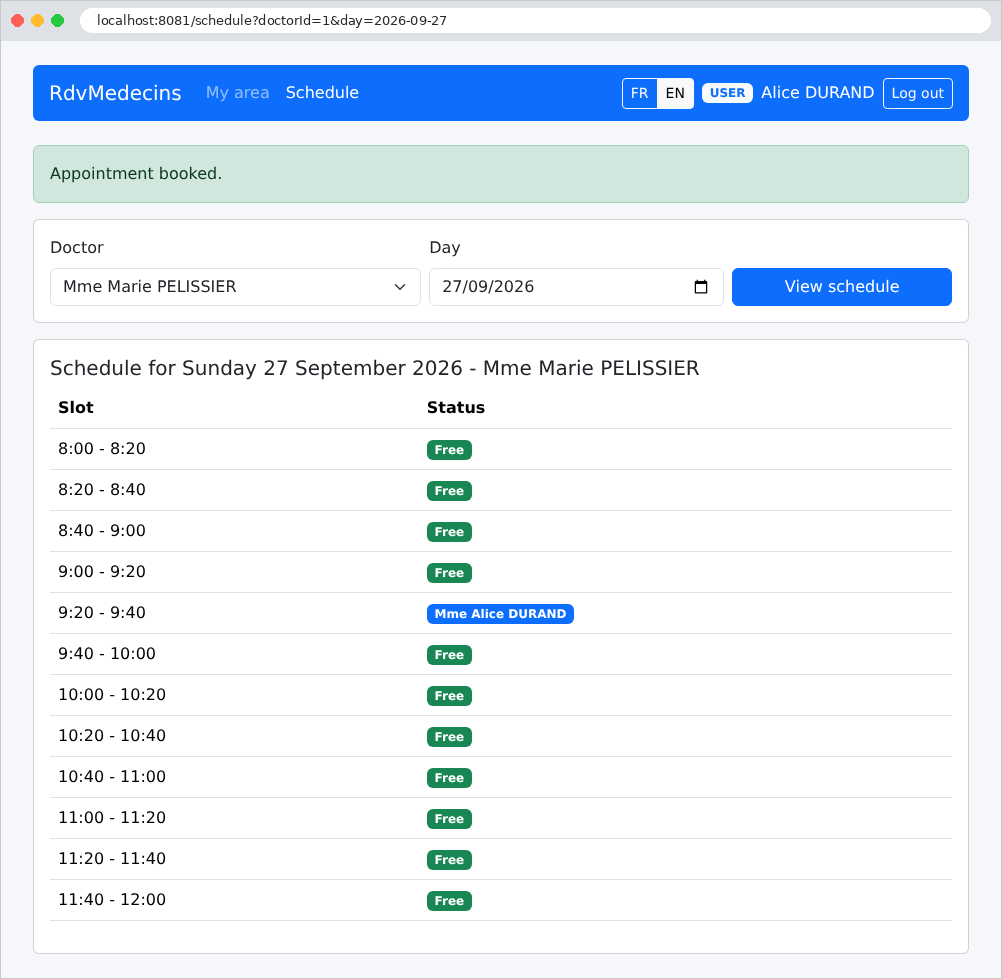 localhost:8081/schedule?doctorId=1&day=2026-09-27
RdvMedecins My area Schedule FR EN USER Alice DURAND Log out
Appointment booked.
Doctor Day
Mme Marie PELISSIER 27/09/2026 View schedule
Schedule for Sunday 27 September 2026 - Mme Marie PELISSIER
Slot Status
8:00 - 8:20 Free
8:20 - 8:40 Free
8:40 - 9:00 Free
9:00 - 9:20 Free
9:20 - 9:40 Mme Alice DURAND
9:40 - 10:00 Free
10:00 - 10:20 Free
10:20 - 10:40 Free
10:40 - 11:00 Free
11:00 - 11:20 Free
11:20 - 11:40 Free
11:40 - 12:00 Free